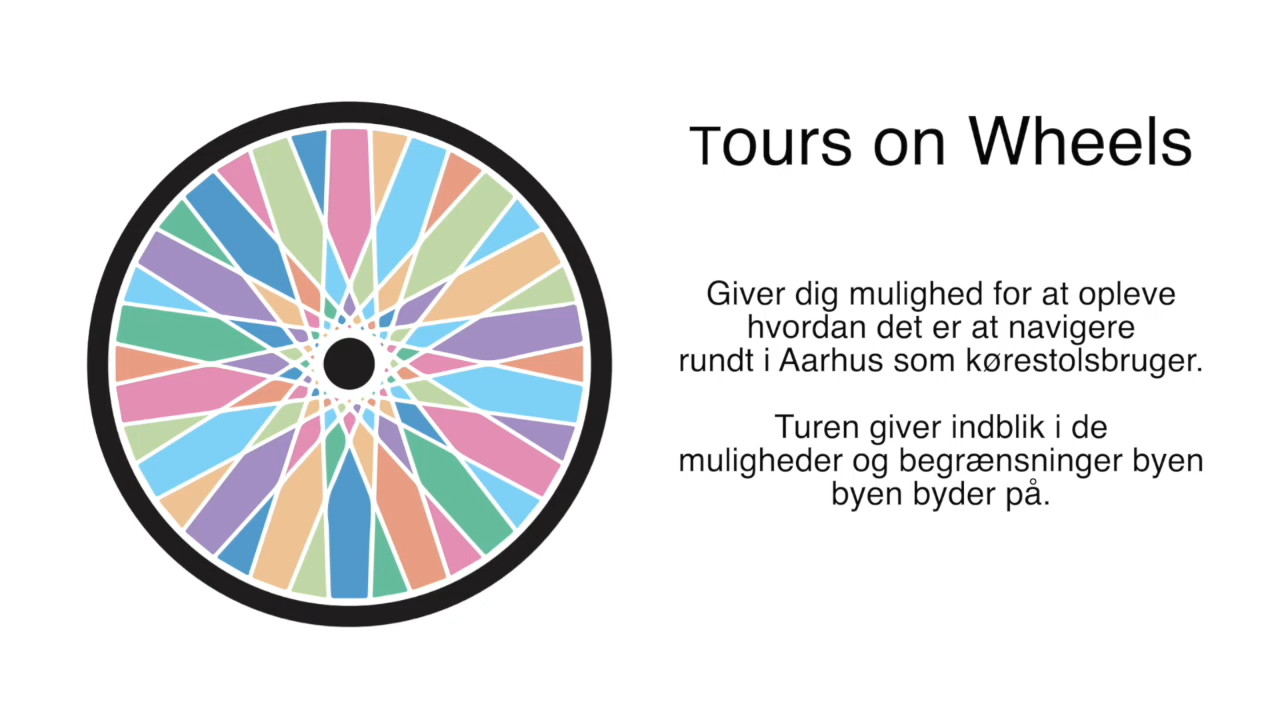 Tours on Wheels
Giver dig mulighed for at opleve
hvordan det er at navigere
rundt i Aarhus som kørestolsbruger.
Turen giver indblik i de
muligheder og begrænsninger byen
byen byder på.